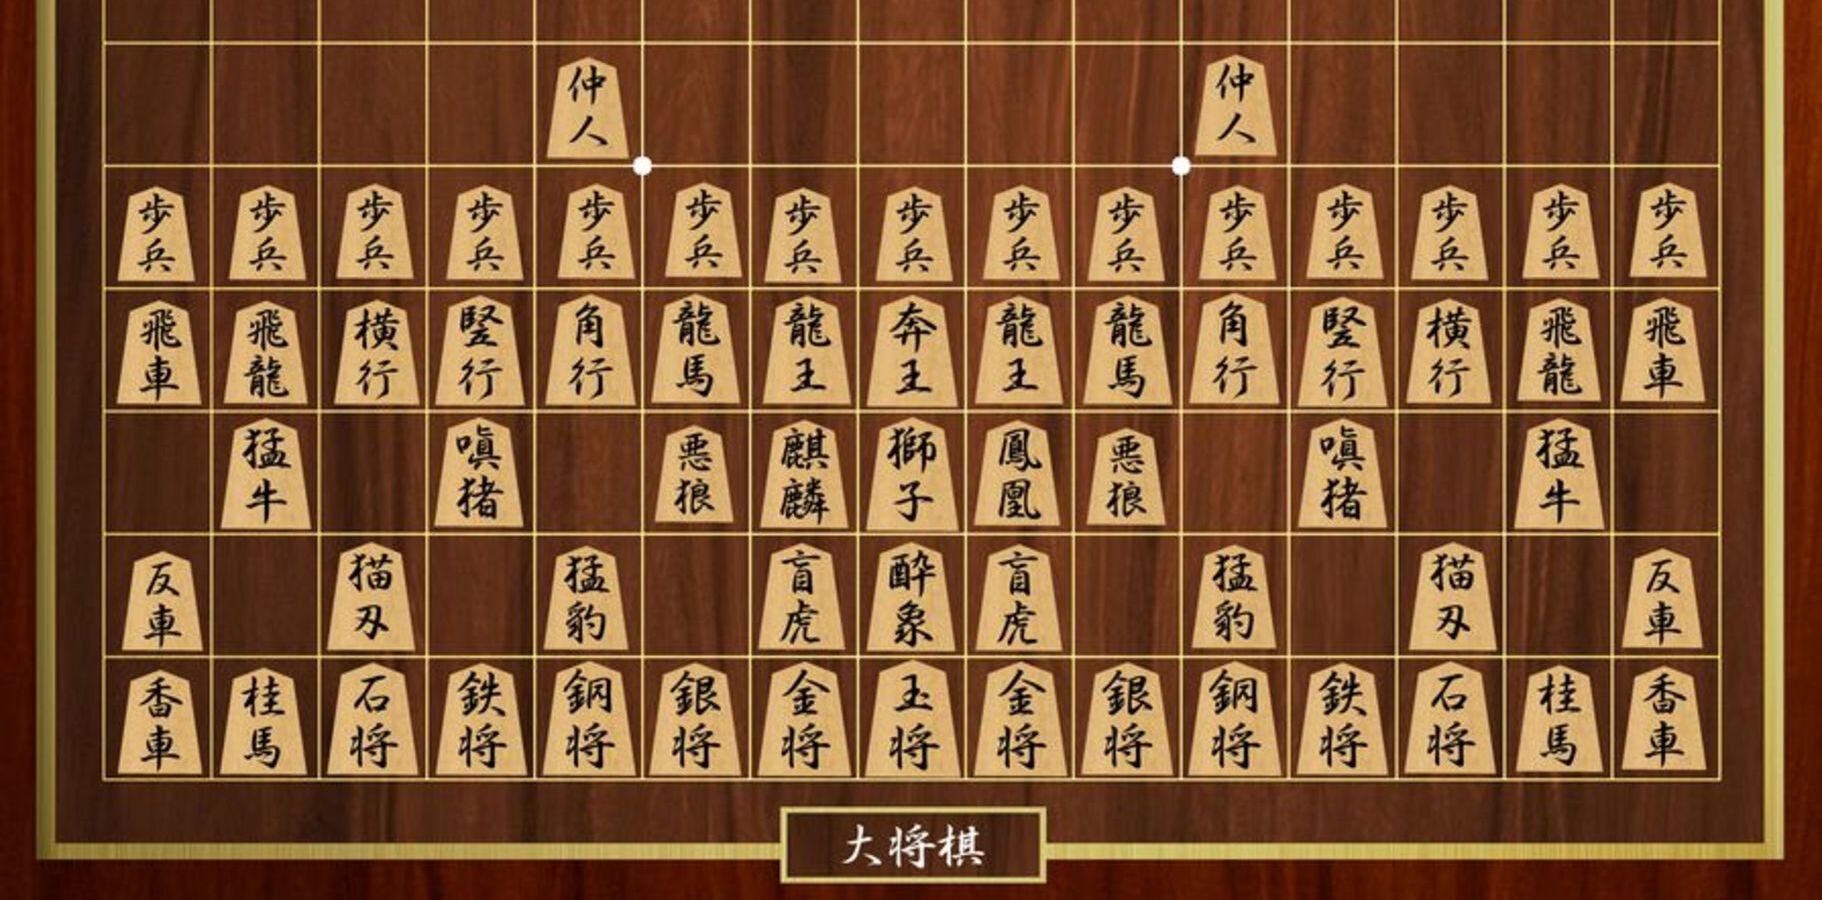 仲人 仲人
歩兵 歩兵 歩兵 歩兵 歩兵 歩兵 歩兵 歩兵 歩兵 歩兵 歩兵 歩兵 歩兵 歩兵 歩兵
飛車 飛龍 横行 竪行 角行 龍馬 龍王 奔王 龍王 龍馬 角行 竪行 横行 飛龍 飛車
猛牛 嗔猪 悪狼 麒麟 獅子 鳳凰 悪狼 嗔猪 猛牛
反車 猫刄 猛豹 盲虎 酔象 盲虎 猛豹 猫刄 反車
香車 桂馬 石将 鉄将 銅将 銀将 金将 玉将 金将 銀将 銅将 鉄将 石将 桂馬 香車
大将棋